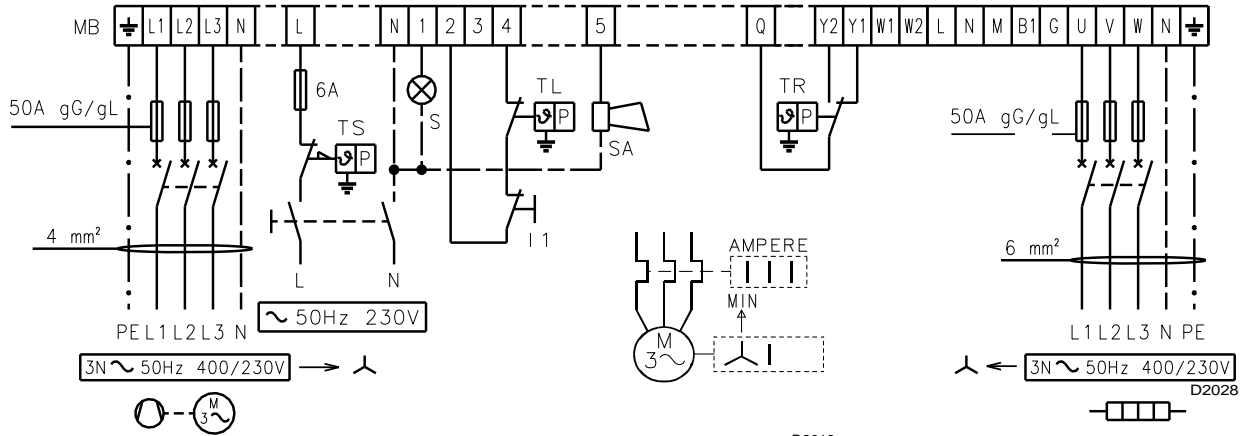 MB L1 L2 L3 N L N 1 2 3 4 5 Q Y2 Y1 W1 W2 L N M B1 G U V W N
50A gG/gL 6A TS S TL SA TR 50A gG/gL
ϑ P ϑ P ϑ P
4 mm² I1 6 mm²
L N
AMPERE
MIN
PE L1 L2 L3 N
~ 50Hz 230V
M
3~
L1 L2 L3 N PE
3N ~ 50Hz 400/230V
3N ~ 50Hz 400/230V
D2028
M
3~